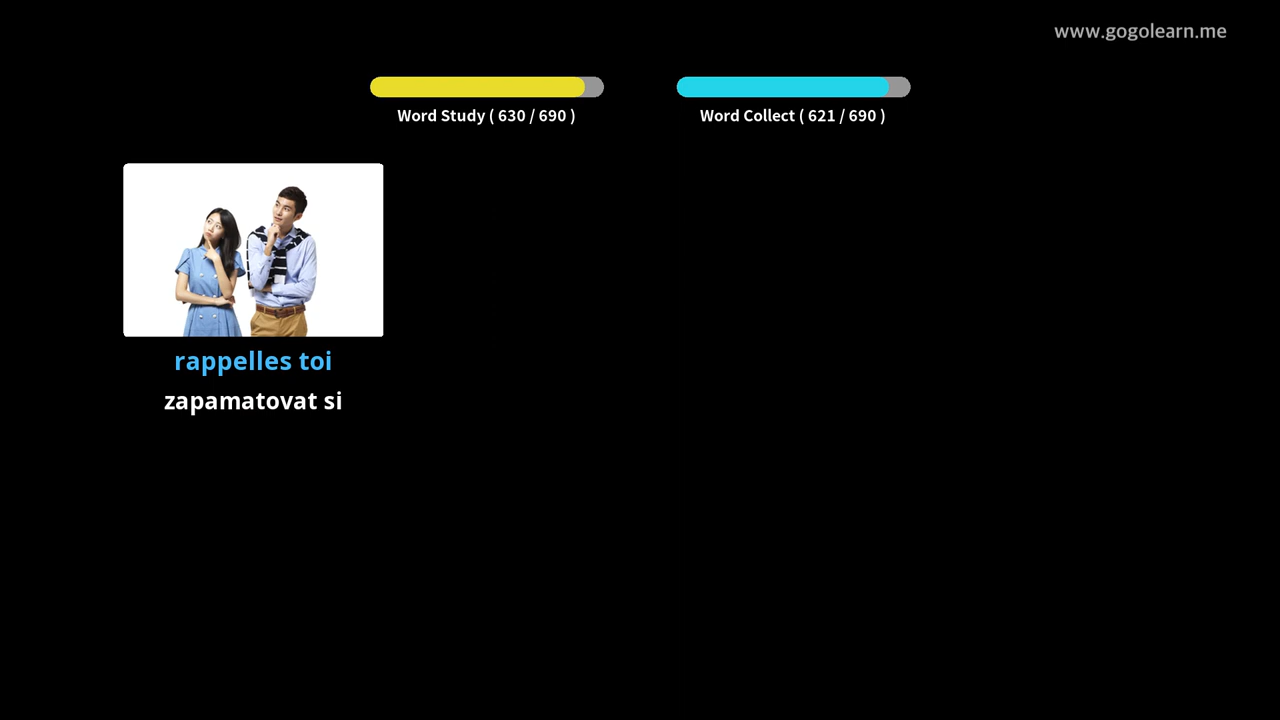 www.gogolearn.me
Word Study ( 630 / 690 )
Word Collect ( 621 / 690 )
rappelles toi
zapamatovat si